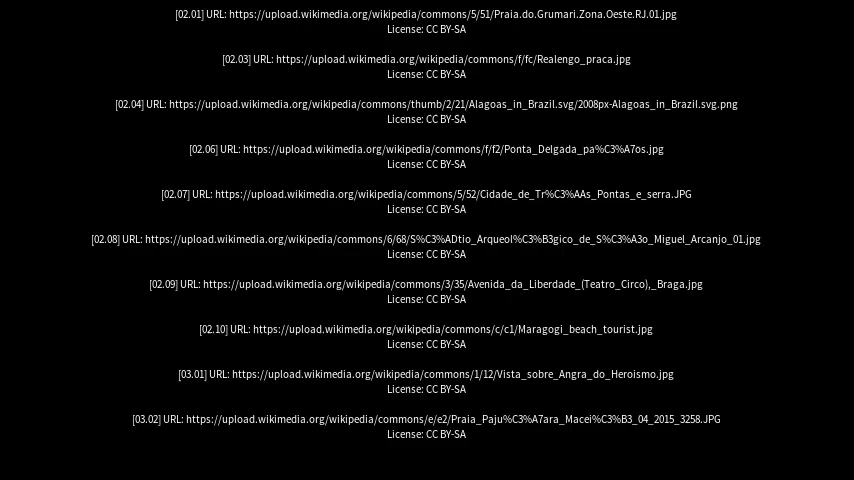 [02.01] URL: https://upload.wikimedia.org/wikipedia/commons/5/51/Praia.do.Grumari.Zona.Oeste.RJ.01.jpg
License: CC BY-SA
[02.03] URL: https://upload.wikimedia.org/wikipedia/commons/f/fc/Realengo_praca.jpg
License: CC BY-SA
[02.04] URL: https://upload.wikimedia.org/wikipedia/commons/thumb/2/21/Alagoas_in_Brazil.svg/2008px-Alagoas_in_Brazil.svg.png
License: CC BY-SA
[02.06] URL: https://upload.wikimedia.org/wikipedia/commons/f/f2/Ponta_Delgada_pa%C3%A7os.jpg
License: CC BY-SA
[02.07] URL: https://upload.wikimedia.org/wikipedia/commons/5/52/Cidade_de_Tr%C3%AAs_Pontas_e_serra.JPG
License: CC BY-SA
[02.08] URL: https://upload.wikimedia.org/wikipedia/commons/6/68/S%C3%ADtio_Arqueol%C3%B3gico_de_S%C3%A3o_Miguel_Arcanjo_01.jpg
License: CC BY-SA
[02.09] URL: https://upload.wikimedia.org/wikipedia/commons/3/35/Avenida_da_Liberdade_(Teatro_Circo),_Braga.jpg
License: CC BY-SA
[02.10] URL: https://upload.wikimedia.org/wikipedia/commons/c/c1/Maragogi_beach_tourist.jpg
License: CC BY-SA
[03.01] URL: https://upload.wikimedia.org/wikipedia/commons/1/12/Vista_sobre_Angra_do_Heroismo.jpg
License: CC BY-SA
[03.02] URL: https://upload.wikimedia.org/wikipedia/commons/e/e2/Praia_Paju%C3%A7ara_Macei%C3%B3_04_2015_3258.JPG
License: CC BY-SA